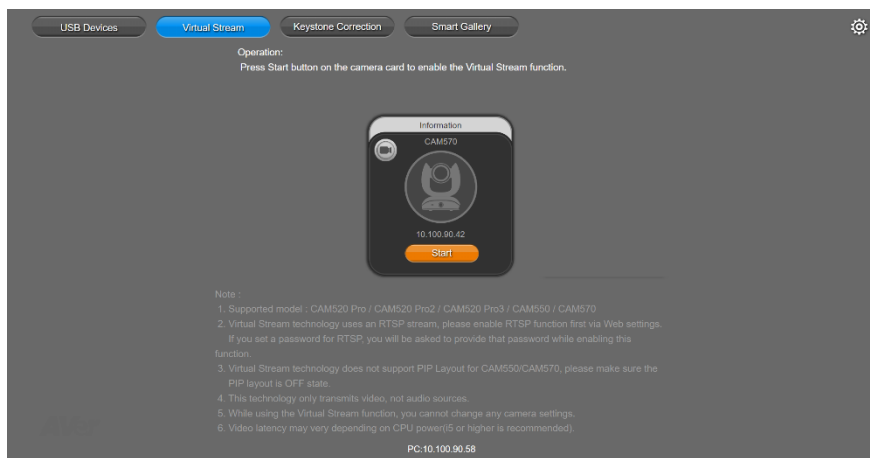 USB Devices Virtual Stream Keystone Correction Smart Gallery
Operation:
Press Start button on the camera card to enable the Virtual Stream function.
Information
CAM570
10.100.90.42
Start
Note :
1. Supported model : CAM520 Pro / CAM520 Pro2 / CAM520 Pro3 / CAM550 / CAM570
2. Virtual Stream technology uses an RTSP stream, please enable RTSP function first via Web settings.
If you set a password for RTSP, you will be asked to provide that password while enabling this
function.
3. Virtual Stream technology does not support PIP Layout for CAM550/CAM570, please make sure the
PIP layout is OFF state.
4. This technology only transmits video, not audio sources.
5. While using the Virtual Stream function, you cannot change any camera settings.
6. Video latency may very depending on CPU power(i5 or higher is recommended).
PC:10.100.90.58